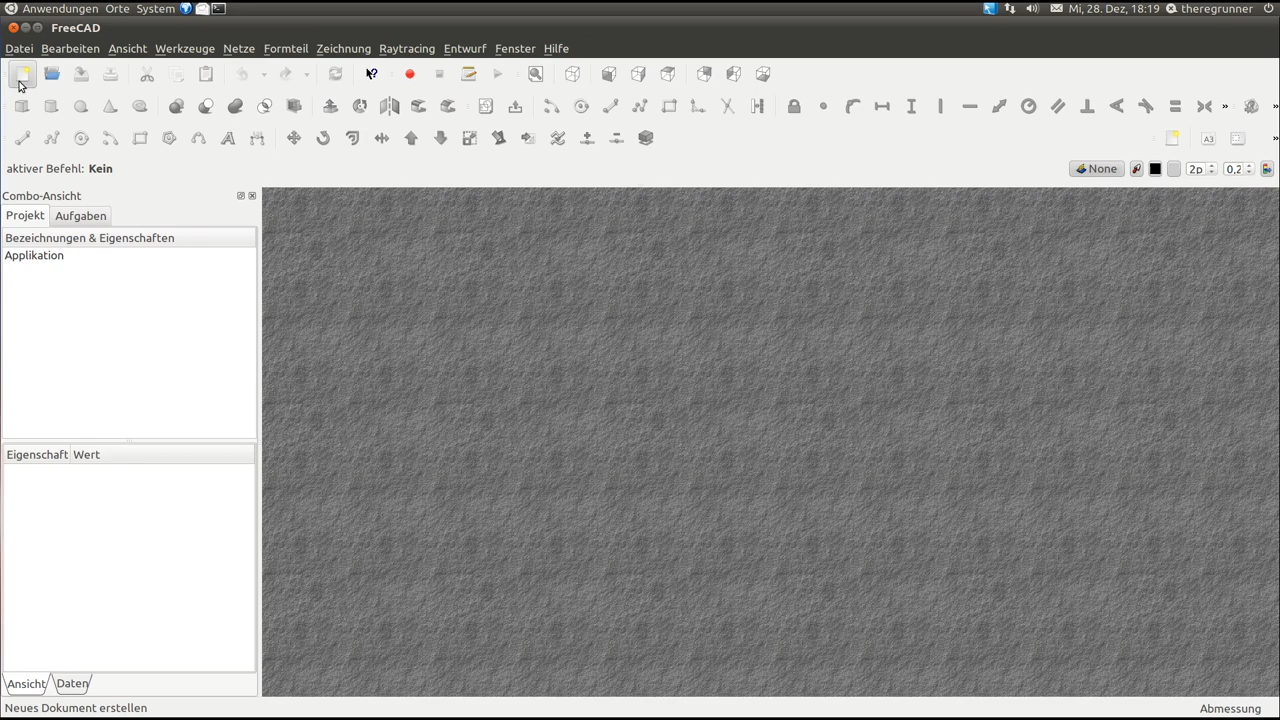 Anwendungen Orte System Mi, 28. Dez, 18:19 theregrunner
FreeCAD
Datei Bearbeiten Ansicht Werkzeuge Netze Formteil Zeichnung Raytracing Entwurf Fenster Hilfe
A A3
aktiver Befehl: Kein None 2p 0,2
Combo-Ansicht
Projekt Aufgaben
Bezeichnungen & Eigenschaften
Applikation
Eigenschaft Wert
Ansicht Daten
Neues Dokument erstellen Abmessung